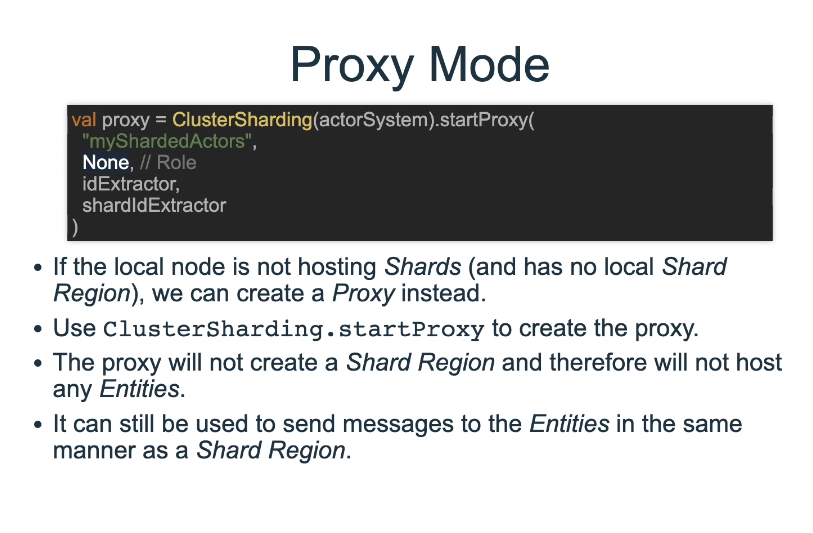 Proxy Mode
val proxy = ClusterSharding(actorSystem).startProxy(
"myShardedActors",
None, // Role
idExtractor,
shardIdExtractor
)
• If the local node is not hosting Shards (and has no local Shard
Region), we can create a Proxy instead.
• Use ClusterSharding.startProxy to create the proxy.
• The proxy will not create a Shard Region and therefore will not host
any Entities.
• It can still be used to send messages to the Entities in the same
manner as a Shard Region.